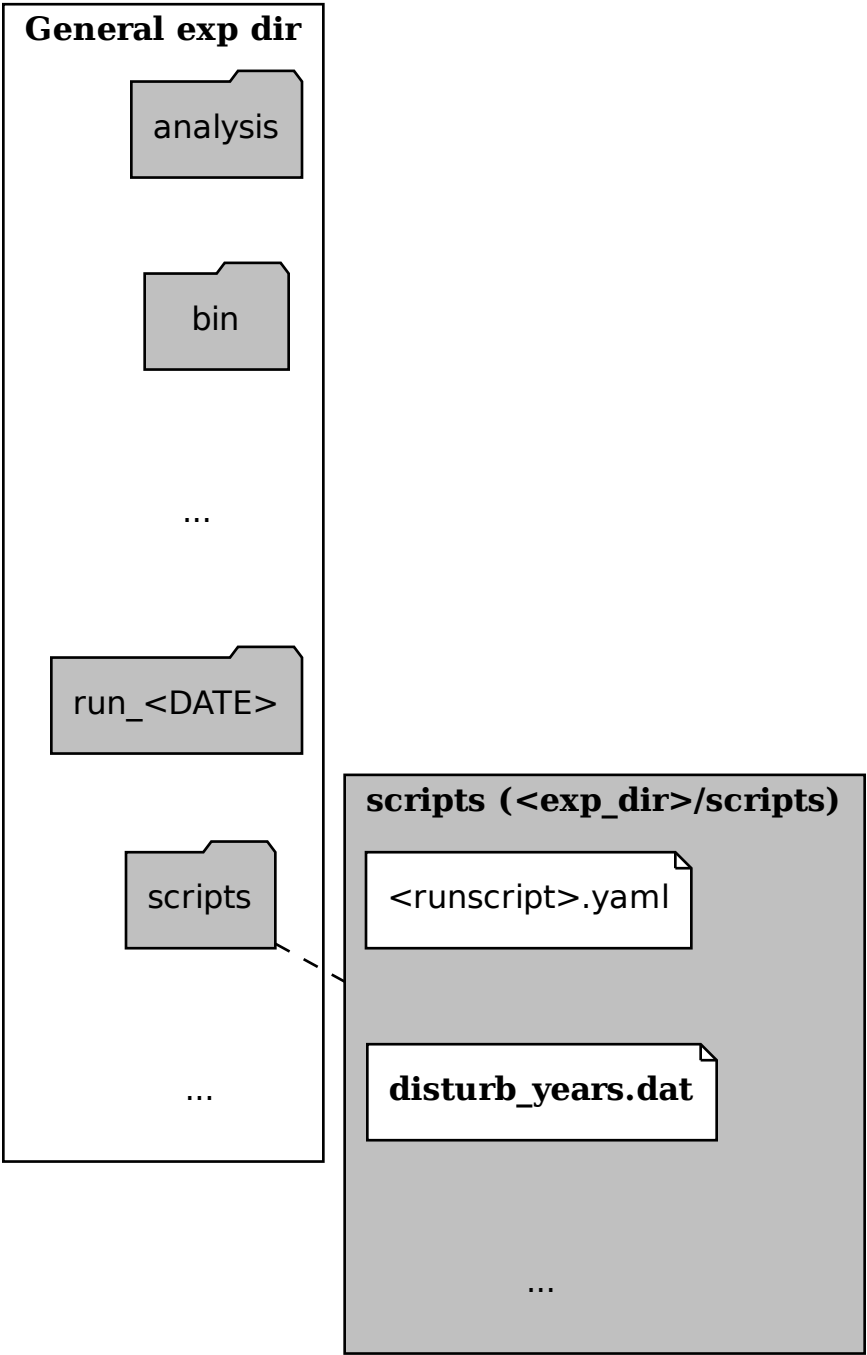 General exp dir
analysis
bin
...
run_<DATE>
scripts
...
scripts (<exp_dir>/scripts)
<runscript>.yaml
disturb_years.dat
...